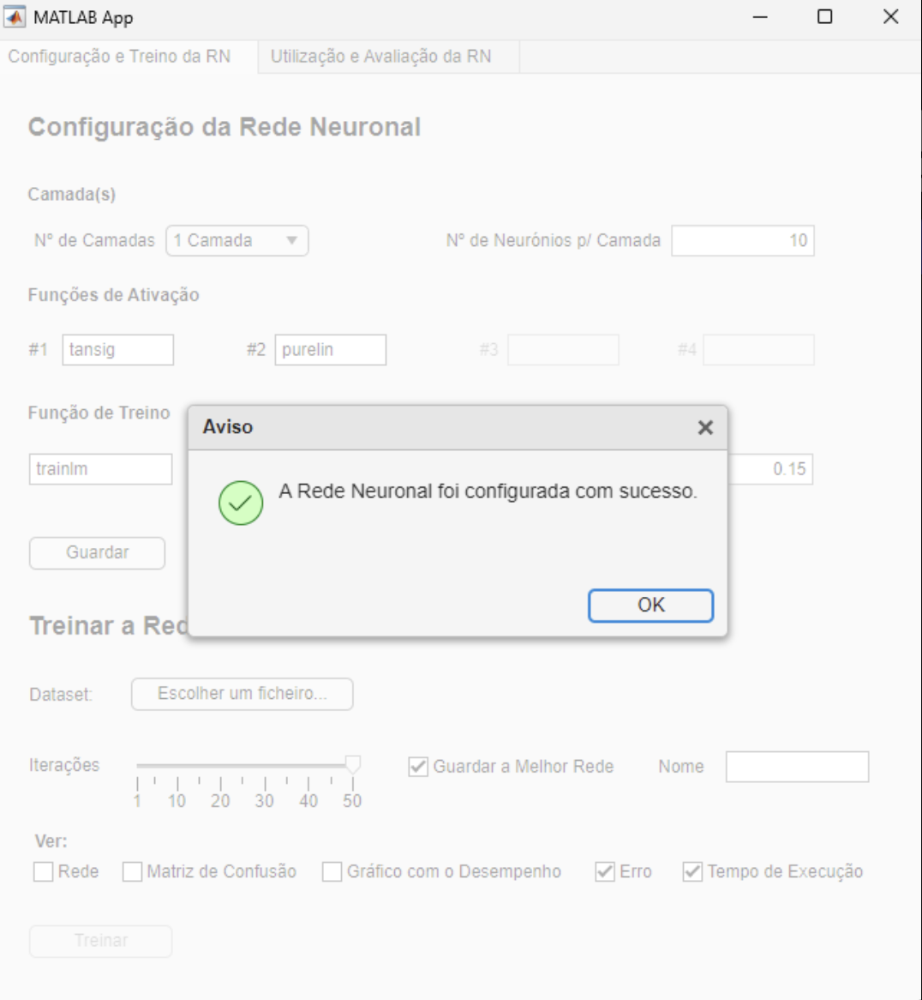 MATLAB App
Configuração e Treino da RN
Utilização e Avaliação da RN
Configuração da Rede Neuronal
Camada(s)
Nº de Camadas 1 Camada Nº de Neurónios p/ Camada 10
Funções de Ativação
#1 tansig #2 purelin #3 #4
Função de Treino
trainlm 0.15
Aviso
A Rede Neuronal foi configurada com sucesso.
OK
Guardar
Treinar a Red
Dataset: Escolher um ficheiro...
Iterações
1 10 20 30 40 50
Guardar a Melhor Rede Nome
Ver:
Rede Matriz de Confusão Gráfico com o Desempenho Erro Tempo de Execução
Treinar